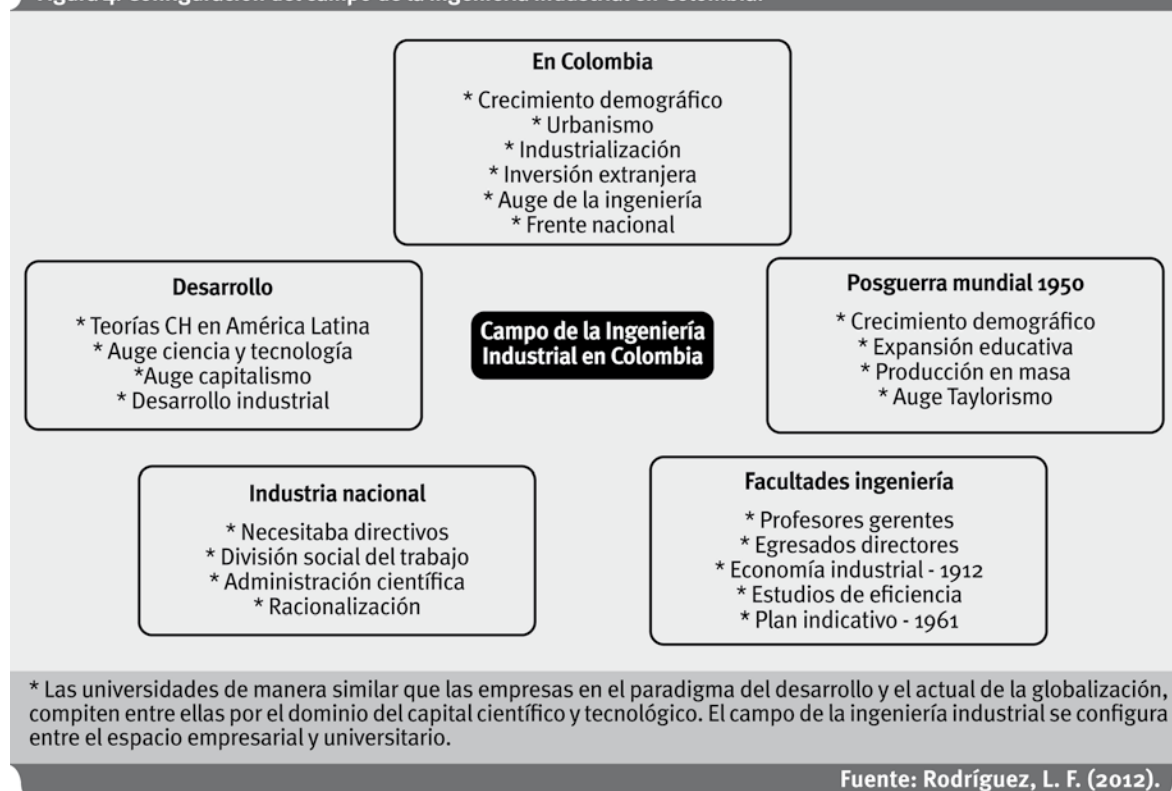 En Colombia
* Crecimiento demográfico
* Urbanismo
* Industrialización
* Inversión extranjera
* Auge de la ingeniería
* Frente nacional
Desarrollo
* Teorías CH en América Latina
* Auge ciencia y tecnología
*Auge capitalismo
* Desarrollo industrial
Campo de la Ingeniería
Industrial en Colombia
Posguerra mundial 1950
* Crecimiento demográfico
* Expansión educativa
* Producción en masa
* Auge Taylorismo
Industria nacional
* Necesitaba directivos
* División social del trabajo
* Administración científica
* Racionalización
Facultades ingeniería
* Profesores gerentes
* Egresados directores
* Economía industrial - 1912
* Estudios de eficiencia
* Plan indicativo - 1961
* Las universidades de manera similar que las empresas en el paradigma del desarrollo y el actual de la globalización,
compiten entre ellas por el dominio del capital científico y tecnológico. El campo de la ingeniería industrial se configura
entre el espacio empresarial y universitario.
Fuente: Rodríguez, L. F. (2012).